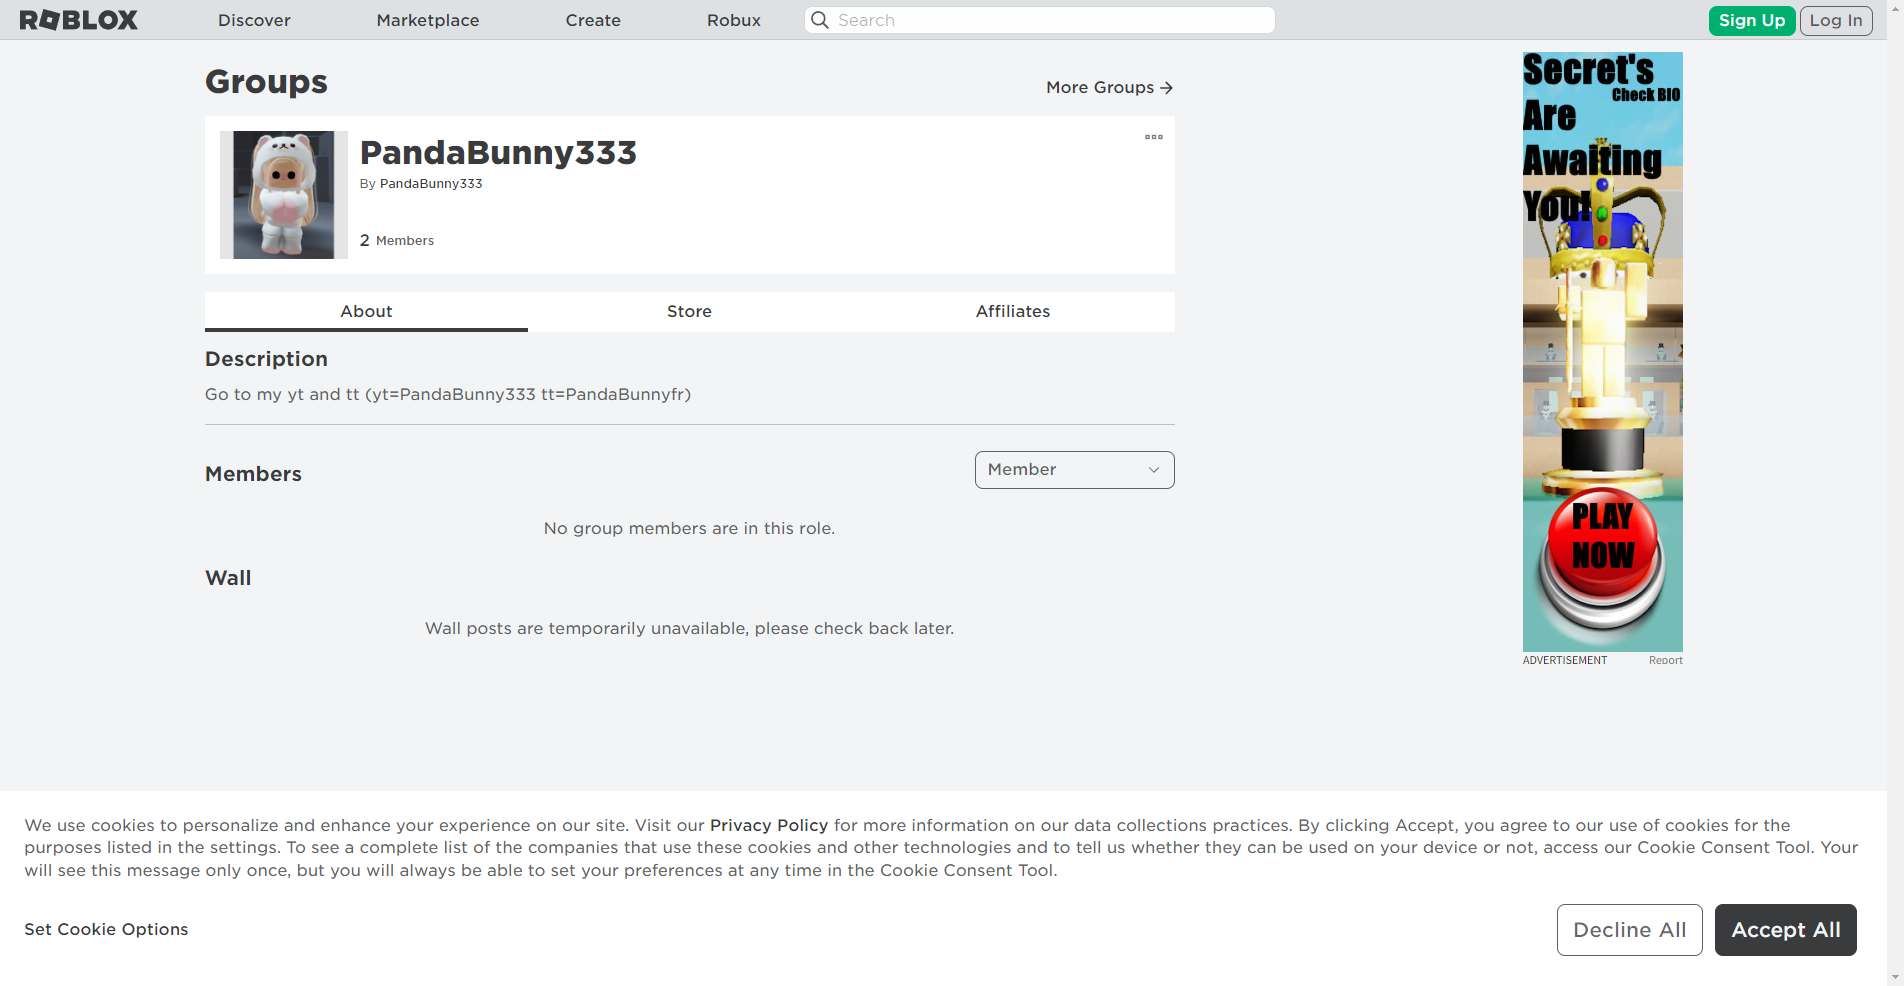 ROBLOX
Discover
Marketplace
Create
Robux
Search
Sign Up
Log In
Groups
More Groups
PandaBunny333
By PandaBunny333
2 Members
About
Store
Affiliates
Description
Go to my yt and tt (yt=PandaBunny333 tt=PandaBunnyfr)
Members
Member
No group members are in this role.
Wall
Wall posts are temporarily unavailable, please check back later.
Secret's
Check BIO
Are
Awaiting
You!
PLAY
NOW
ADVERTISEMENT
Report
We use cookies to personalize and enhance your experience on our site. Visit our Privacy Policy for more information on our data collections practices. By clicking Accept, you agree to our use of cookies for the
purposes listed in the settings. To see a complete list of the companies that use these cookies and other technologies and to tell us whether they can be used on your device or not, access our Cookie Consent Tool. Your
will see this message only once, but you will always be able to set your preferences at any time in the Cookie Consent Tool.
Set Cookie Options
Decline All
Accept All